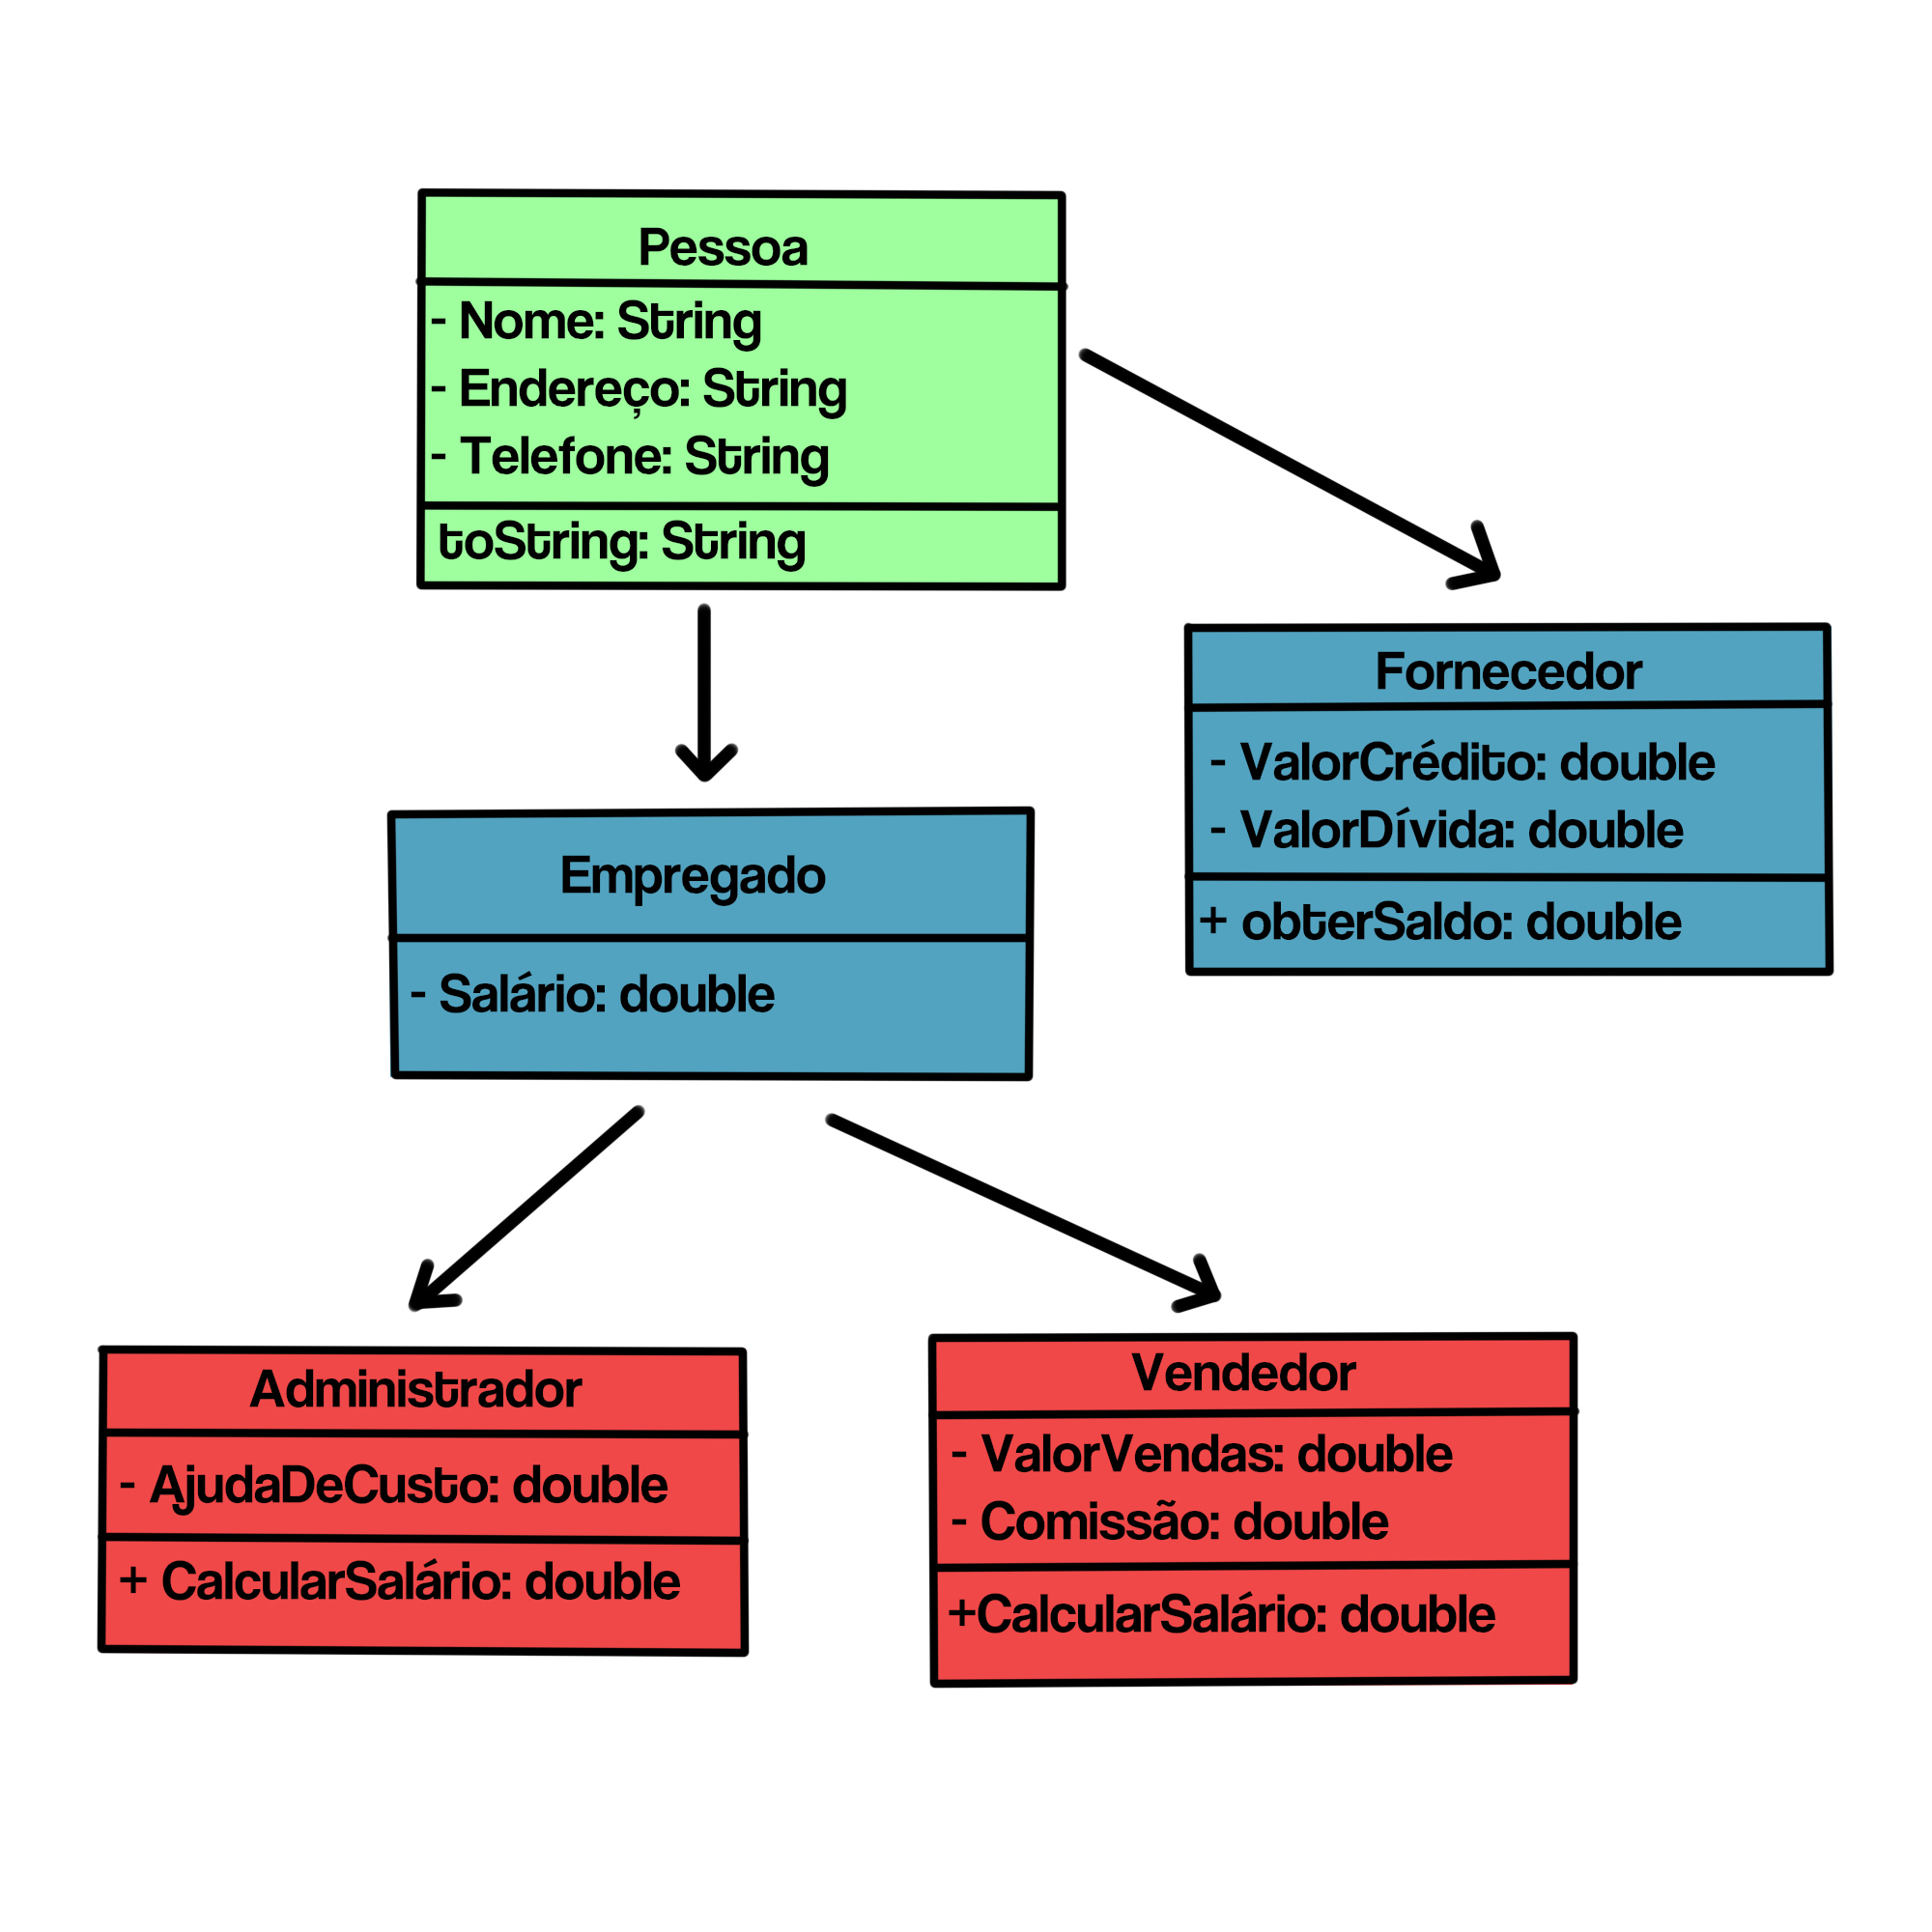 Pessoa
- Nome: String
- Endereço: String
- Telefone: String
toString: String
Fornecedor
- ValorCrédito: double
- ValorDívida: double
+ obterSaldo: double
Empregado
- Salário: double
Administrador
- AjudaDeCusto: double
+ CalcularSalário: double
Vendedor
- ValorVendas: double
- Comissão: double
+CalcularSalário: double